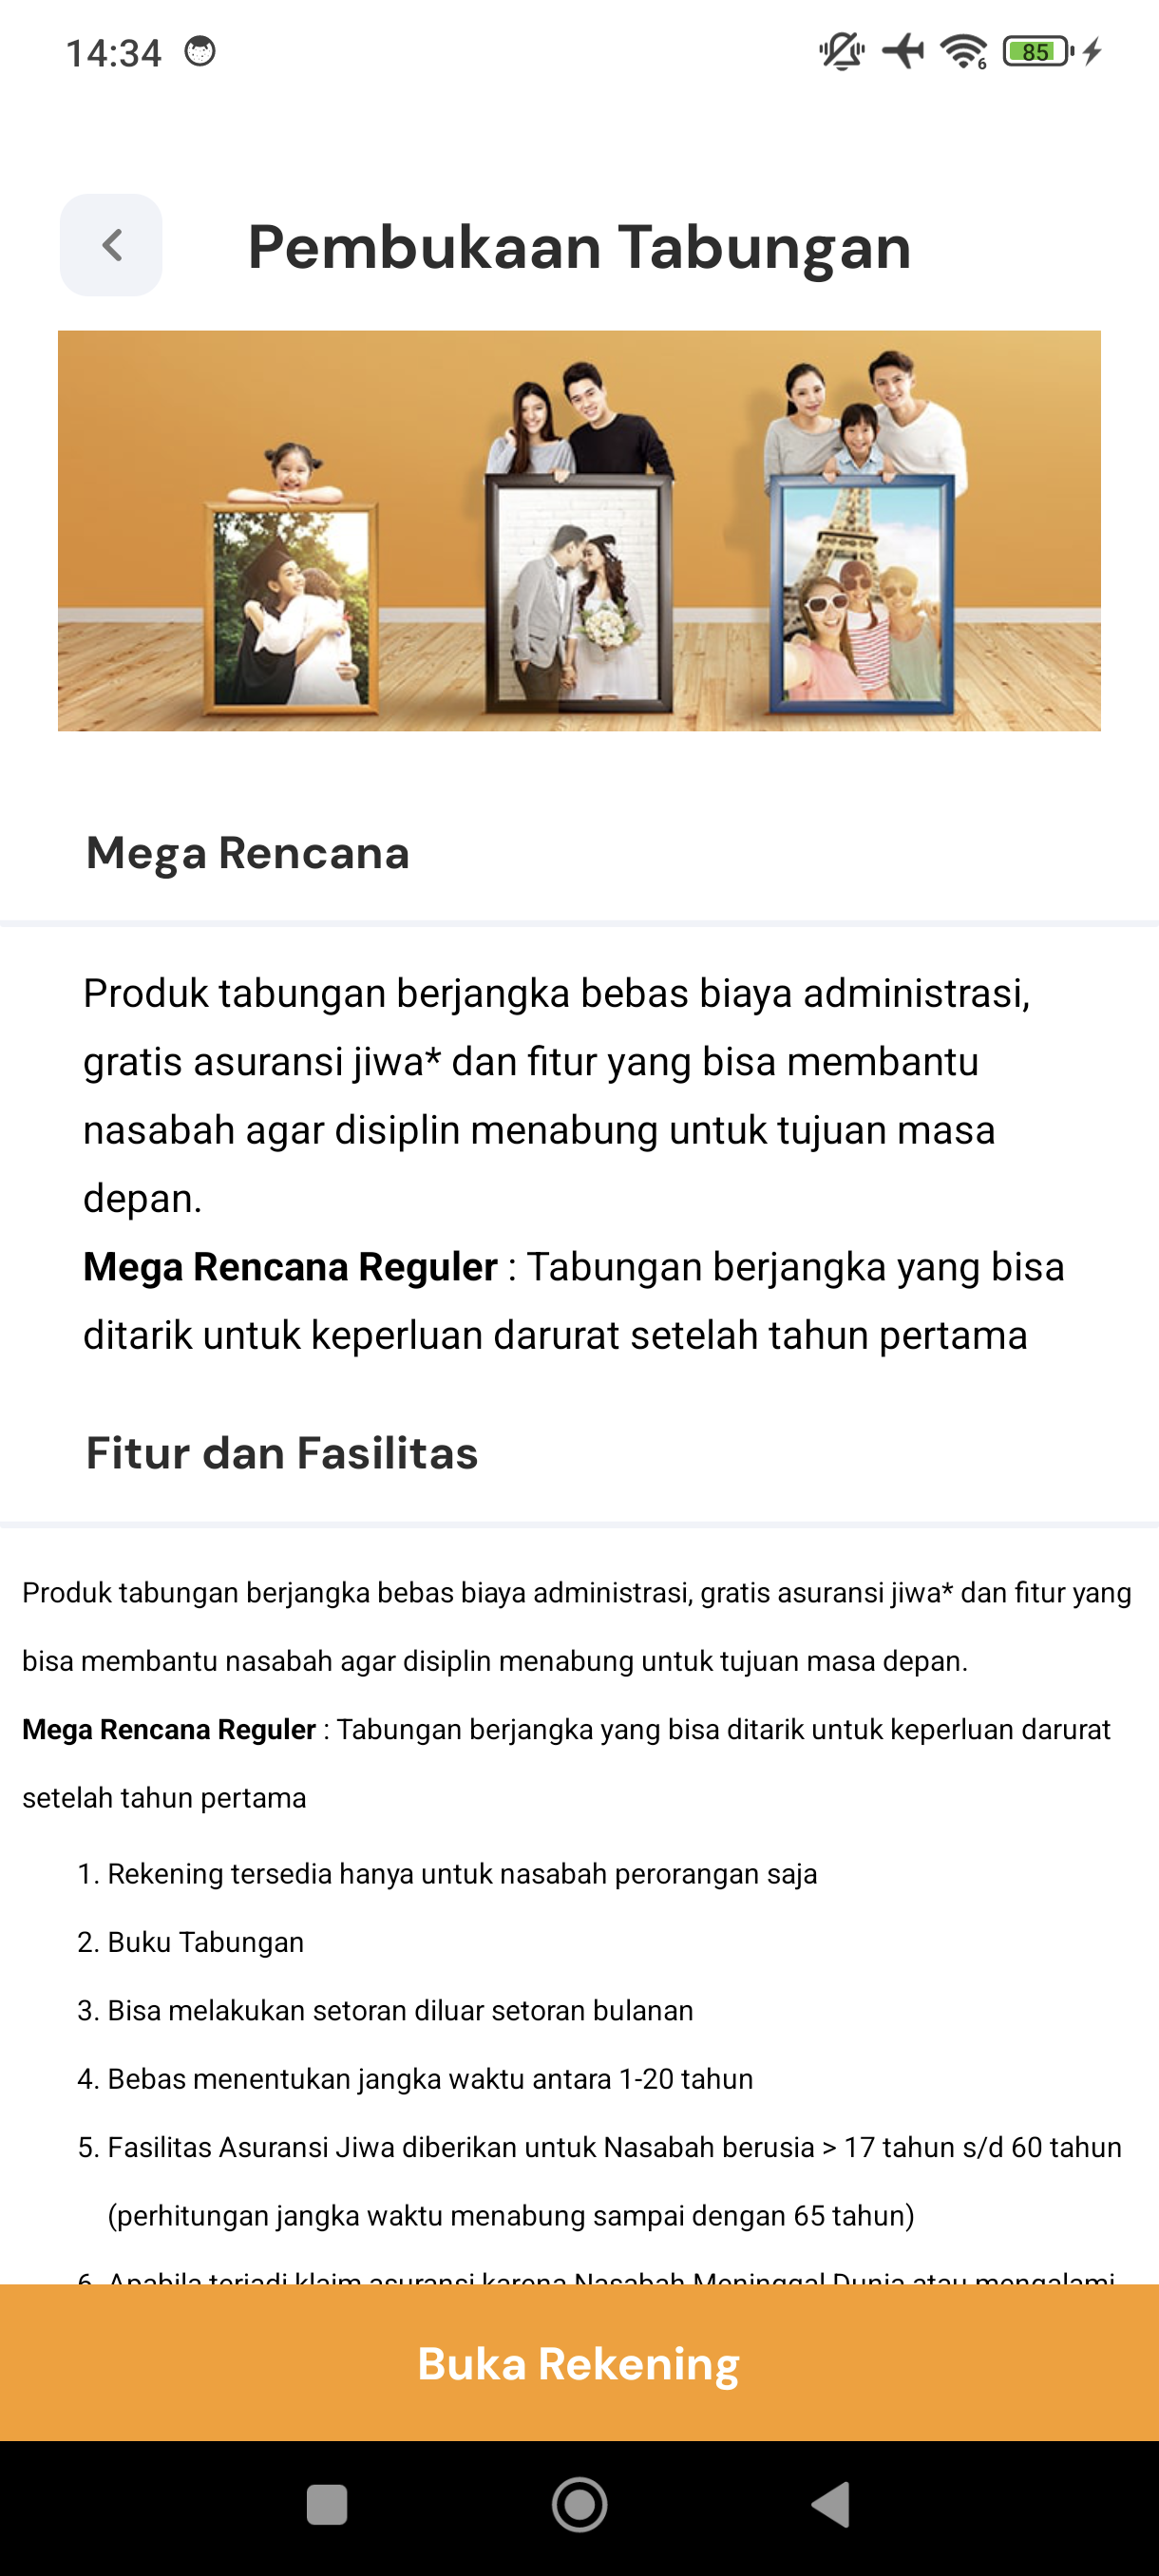 14:34
6
85
Pembukaan Tabungan
Mega Rencana
Produk tabungan berjangka bebas biaya administrasi,
gratis asuransi jiwa* dan fitur yang bisa membantu
nasabah agar disiplin menabung untuk tujuan masa
depan.
Mega Rencana Reguler : Tabungan berjangka yang bisa
ditarik untuk keperluan darurat setelah tahun pertama
Fitur dan Fasilitas
Produk tabungan berjangka bebas biaya administrasi, gratis asuransi jiwa* dan fitur yang
bisa membantu nasabah agar disiplin menabung untuk tujuan masa depan.
Mega Rencana Reguler : Tabungan berjangka yang bisa ditarik untuk keperluan darurat
setelah tahun pertama
1. Rekening tersedia hanya untuk nasabah perorangan saja
2. Buku Tabungan
3. Bisa melakukan setoran diluar setoran bulanan
4. Bebas menentukan jangka waktu antara 1-20 tahun
5. Fasilitas Asuransi Jiwa diberikan untuk Nasabah berusia > 17 tahun s/d 60 tahun
(perhitungan jangka waktu menabung sampai dengan 65 tahun)
6. Apabila terjadi klaim asuransi karena Nasabah Meninggal Dunia atau mengalami
Buka Rekening